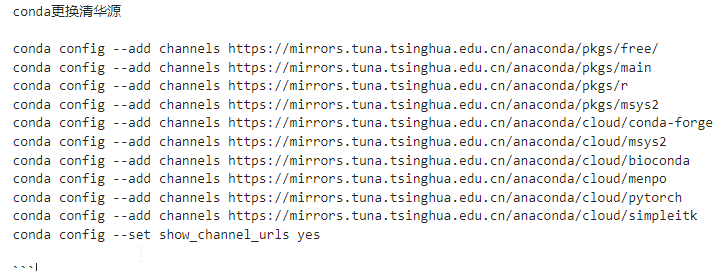 conda更换清华源
conda config --add channels https://mirrors.tuna.tsinghua.edu.cn/anaconda/pkgs/free/
conda config --add channels https://mirrors.tuna.tsinghua.edu.cn/anaconda/pkgs/main
conda config --add channels https://mirrors.tuna.tsinghua.edu.cn/anaconda/pkgs/r
conda config --add channels https://mirrors.tuna.tsinghua.edu.cn/anaconda/pkgs/msys2
conda config --add channels https://mirrors.tuna.tsinghua.edu.cn/anaconda/cloud/conda-forge
conda config --add channels https://mirrors.tuna.tsinghua.edu.cn/anaconda/cloud/msys2
conda config --add channels https://mirrors.tuna.tsinghua.edu.cn/anaconda/cloud/bioconda
conda config --add channels https://mirrors.tuna.tsinghua.edu.cn/anaconda/cloud/menpo
conda config --add channels https://mirrors.tuna.tsinghua.edu.cn/anaconda/cloud/pytorch
conda config --add channels https://mirrors.tuna.tsinghua.edu.cn/anaconda/cloud/simpleitk
conda config --set show_channel_urls yes
```